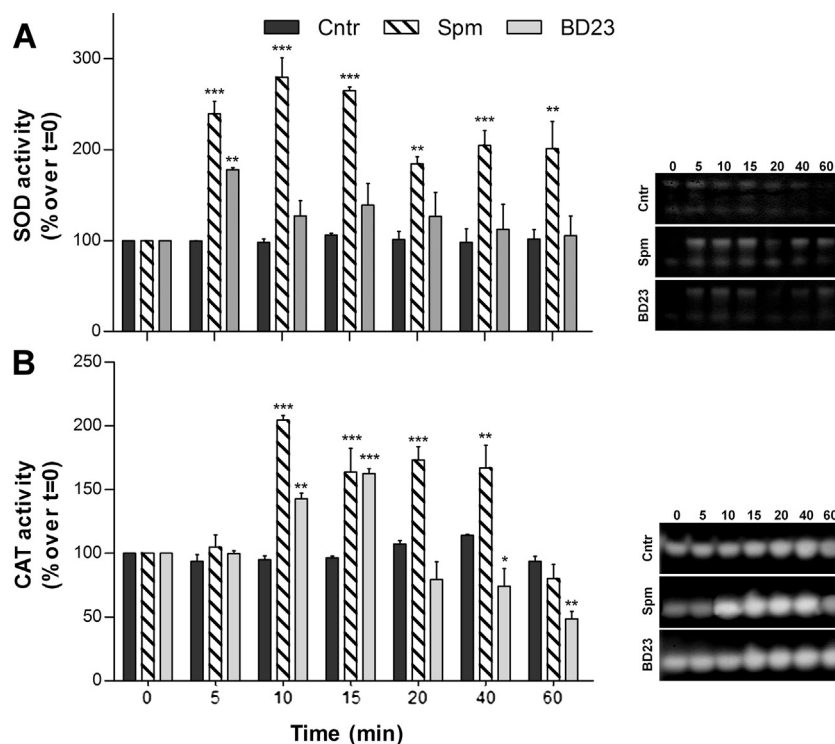 A
Cntr Spm BD23
SOD activity
(% over t=0)
300
200
100
0
*** ** *** *** ** *** **
0 5 10 15 20 40 60
Cntr
Spm
BD23
B
CAT activity
(% over t=0)
250
200
150
100
50
0
*** ** *** *** *** ** * **
0 5 10 15 20 40 60
Time (min)
0 5 10 15 20 40 60
Cntr
Spm
BD23